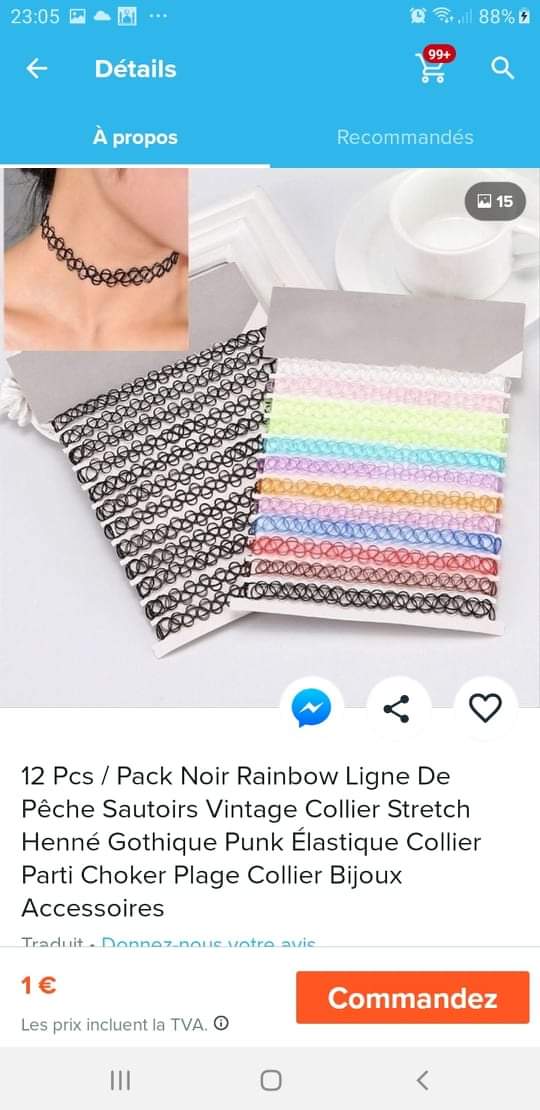 23:05
88%
Détails
99+
À propos
Recommandés
15
12 Pcs / Pack Noir Rainbow Ligne De
Pêche Sautoirs Vintage Collier Stretch
Henné Gothique Punk Élastique Collier
Parti Choker Plage Collier Bijoux
Accessoires
Traduit • Donnez-nous votre avis
1 €
Commandez
Les prix incluent la TVA.